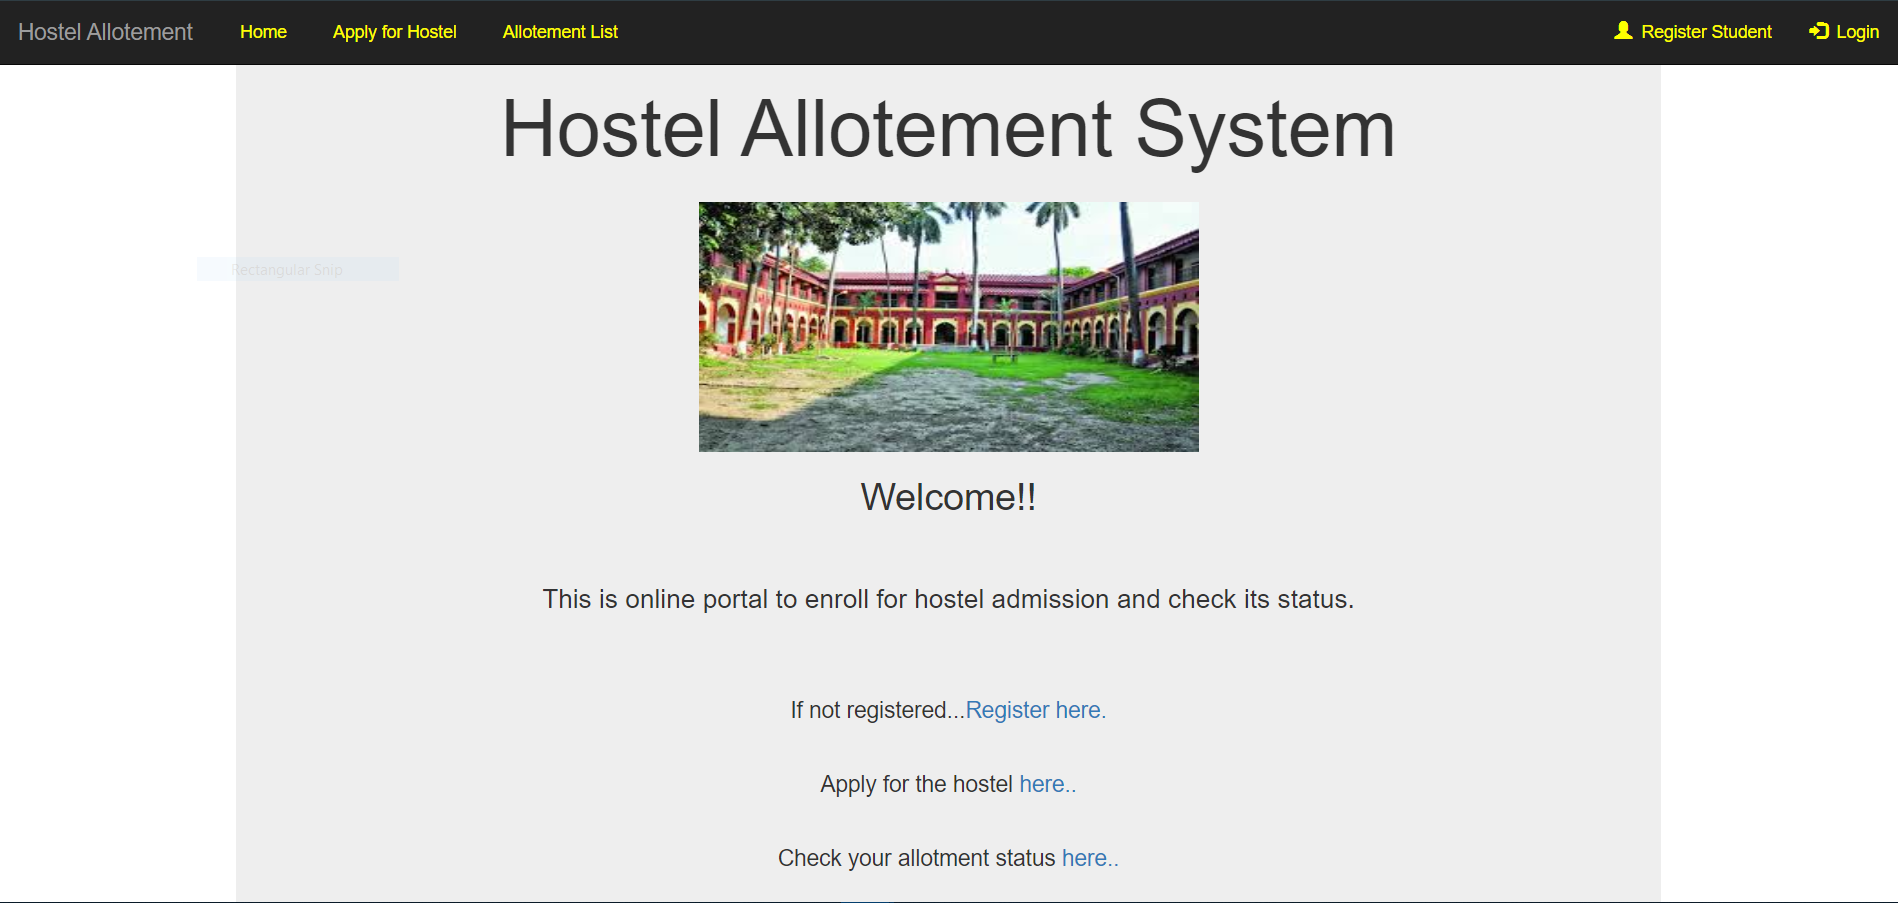 Hostel Allotement Home Apply for Hostel Allotement List Register Student Login
Hostel Allotement System
Rectangular Snip
Welcome!!
This is online portal to enroll for hostel admission and check its status.
If not registered...Register here.
Apply for the hostel here..
Check your allotment status here..